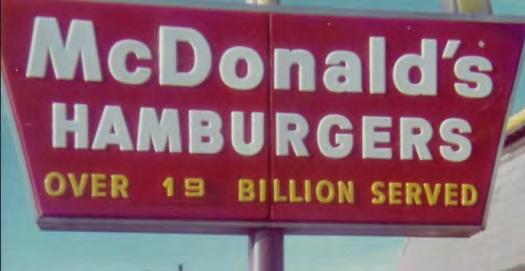 McDonald's
HAMBURGERS
OVER 19 BILLION SERVED